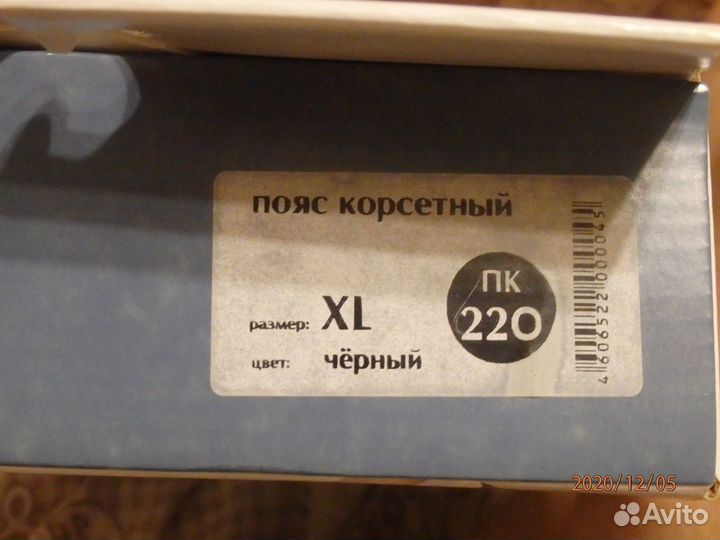 пояс корсетный
ПК
220
размер: XL
цвет: чёрный
4606522000045
2020/12/05
Avito